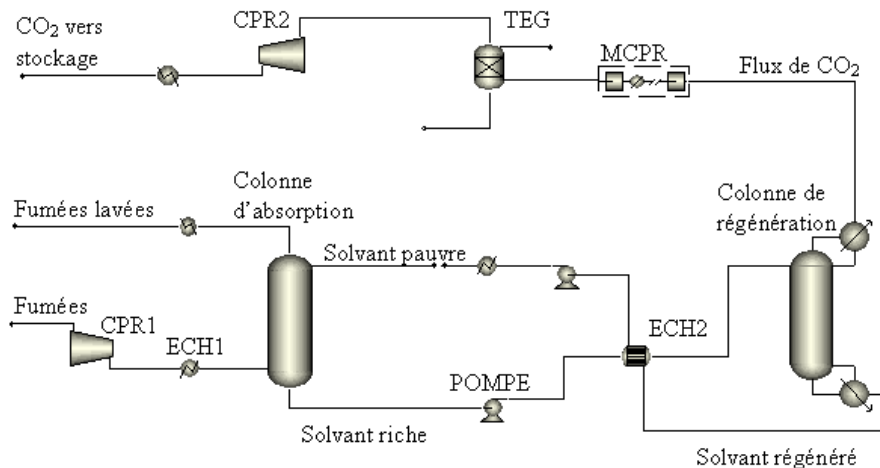 CO₂ vers
stockage
CPR2
TEG
MCPR
Flux de CO₂
Fumées lavées
Colonne
d'absorption
Colonne de
régénération
Solvant pauvre
Fumées
CPR1
ECH1
ECH2
POMPE
Solvant riche
Solvant régénéré